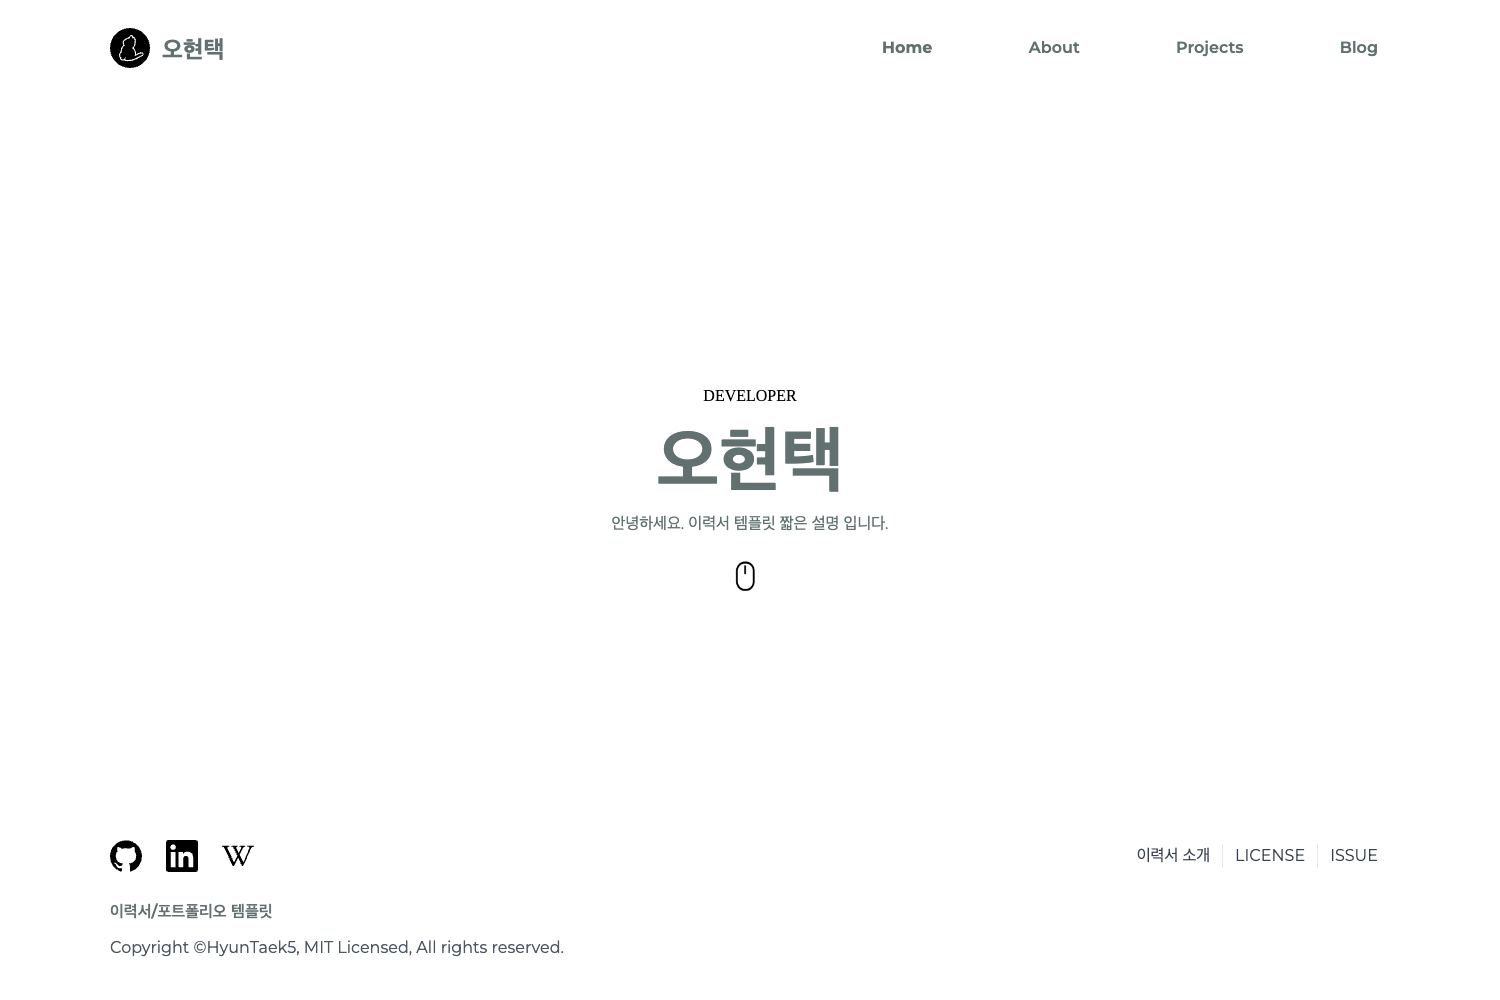 오현택
Home About Projects Blog
DEVELOPER
오현택
안녕하세요. 이력서 템플릿 짧은 설명 입니다.
이력서 소개 LICENSE ISSUE
이력서/포트폴리오 템플릿
Copyright ©HyunTaek5, MIT Licensed, All rights reserved.